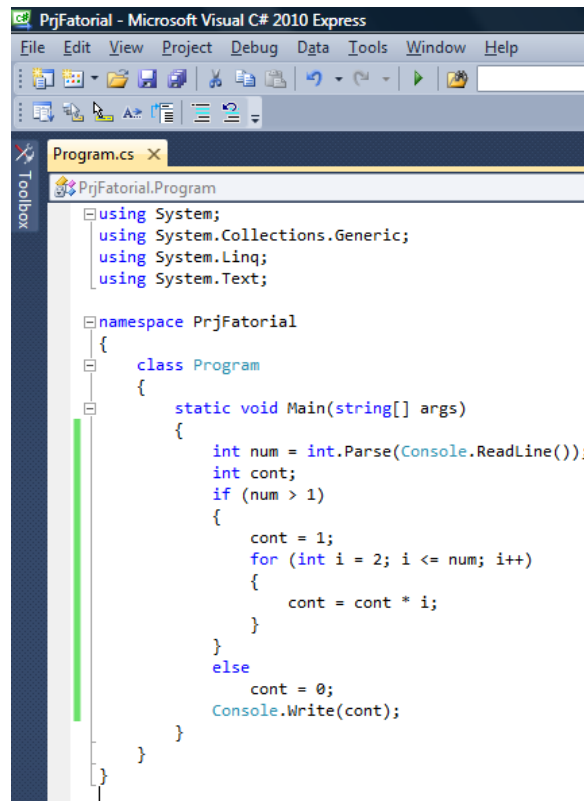 PrjFatorial - Microsoft Visual C# 2010 Express
File Edit View Project Debug Data Tools Window Help
Toolbox
Program.cs
PrjFatorial.Program
using System;
using System.Collections.Generic;
using System.Linq;
using System.Text;
namespace PrjFatorial
{
class Program
{
static void Main(string[] args)
{
int num = int.Parse(Console.ReadLine());
int cont;
if (num > 1)
{
cont = 1;
for (int i = 2; i <= num; i++)
{
cont = cont * i;
}
}
else
cont = 0;
Console.Write(cont);
}
}
}